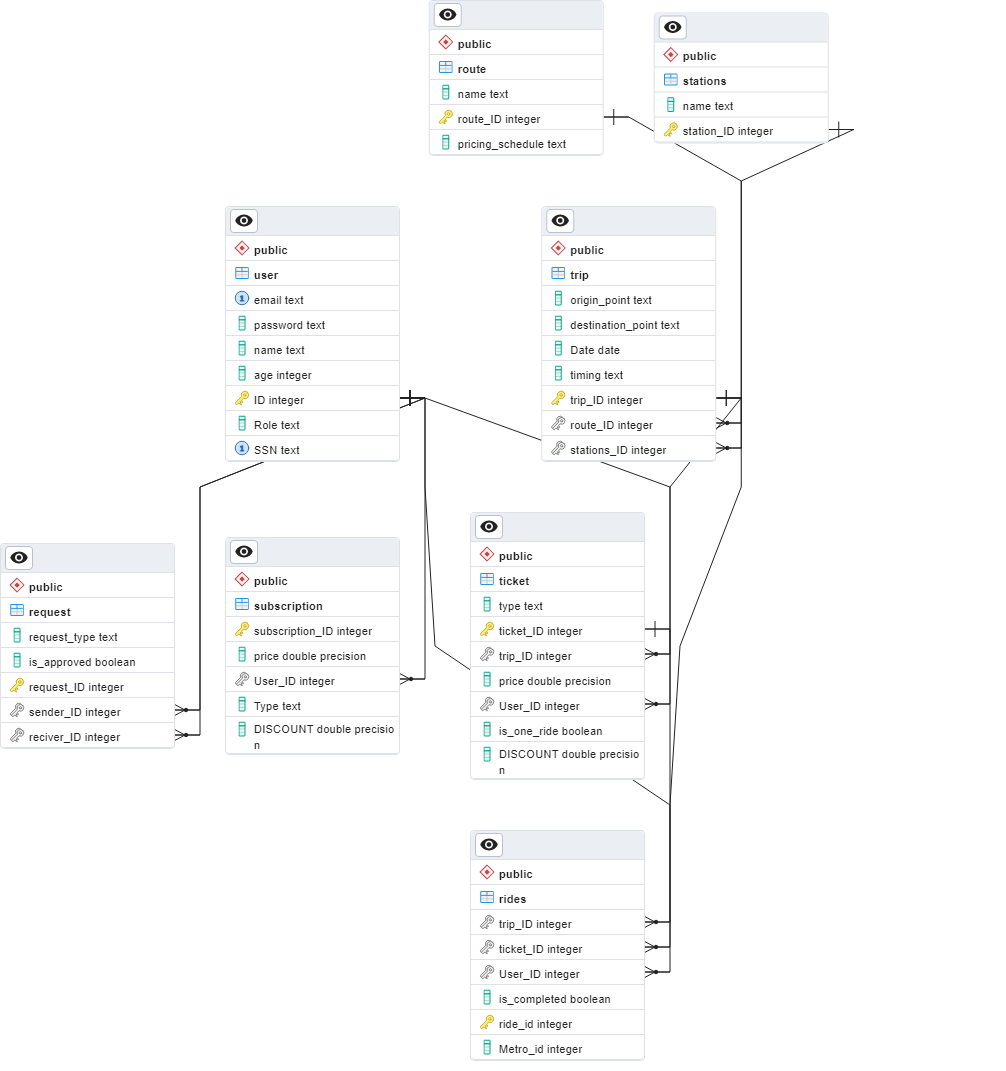 public
route
name text
route_ID integer
pricing_schedule text
public
stations
name text
station_ID integer
public
user
email text
password text
name text
age integer
ID integer
Role text
SSN text
public
trip
origin_point text
destination_point text
Date date
timing text
trip_ID integer
route_ID integer
stations_ID integer
public
request
request_type text
is_approved boolean
request_ID integer
sender_ID integer
reciver_ID integer
public
subscription
subscription_ID integer
price double precision
User_ID integer
Type text
DISCOUNT double precisio
n
public
ticket
type text
ticket_ID integer
trip_ID integer
price double precision
User_ID integer
is_one_ride boolean
DISCOUNT double precisio
n
public
rides
trip_ID integer
ticket_ID integer
User_ID integer
is_completed boolean
ride_id integer
Metro_id integer